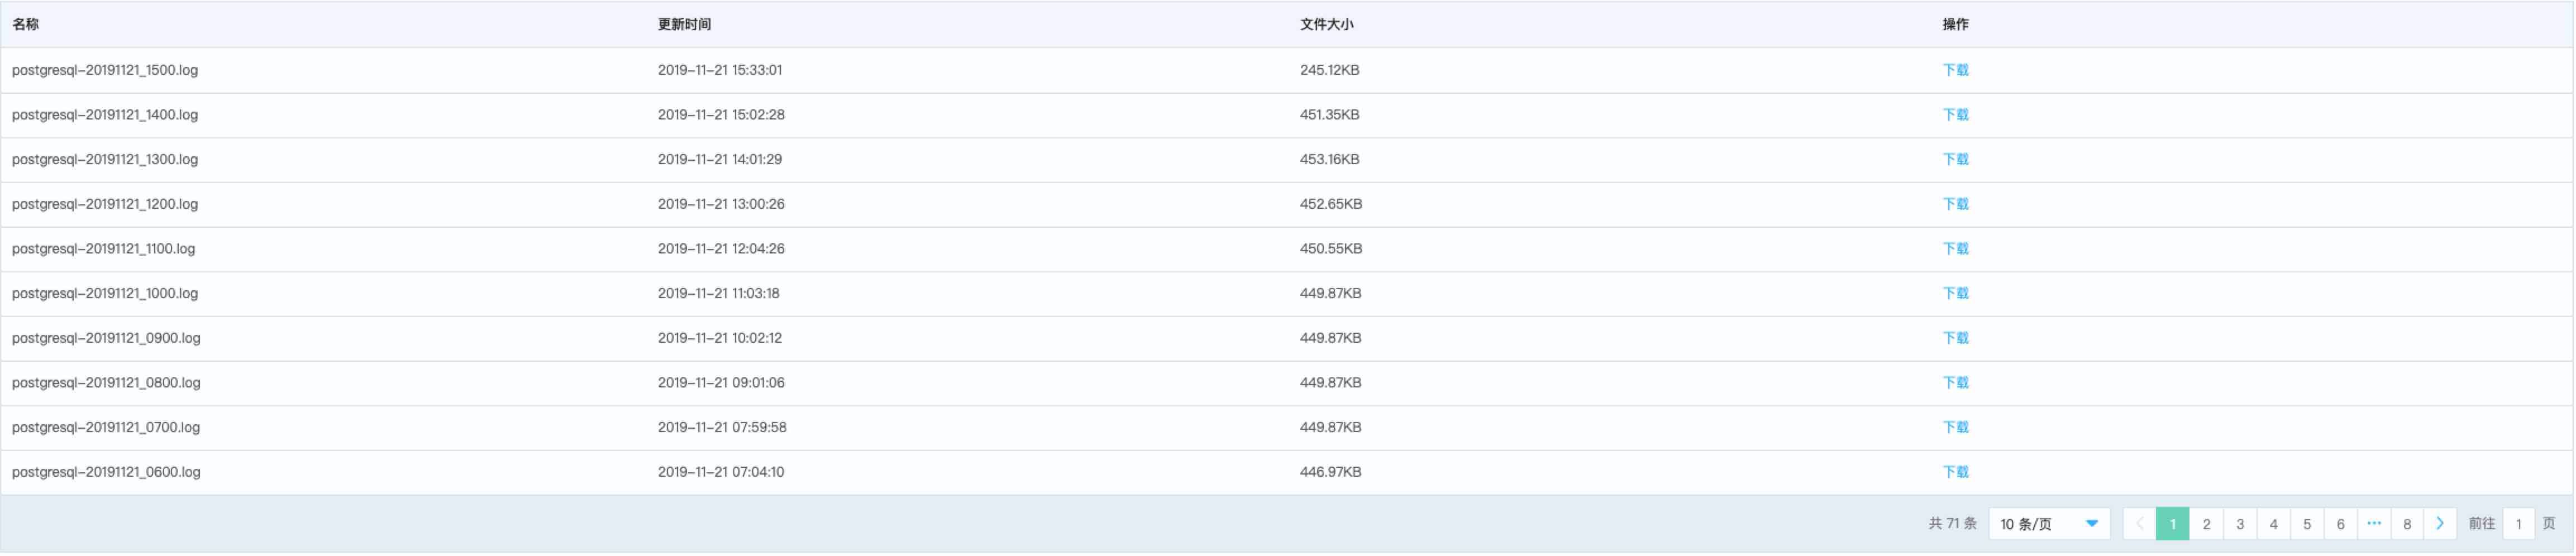 名称 更新时间 文件大小 操作
postgresql-20191121_1500.log 2019-11-21 15:33:01 245.12KB 下载
postgresql-20191121_1400.log 2019-11-21 15:02:28 451.35KB 下载
postgresql-20191121_1300.log 2019-11-21 14:01:29 453.16KB 下载
postgresql-20191121_1200.log 2019-11-21 13:00:26 452.65KB 下载
postgresql-20191121_1100.log 2019-11-21 12:04:26 450.55KB 下载
postgresql-20191121_1000.log 2019-11-21 11:03:18 449.87KB 下载
postgresql-20191121_0900.log 2019-11-21 10:02:12 449.87KB 下载
postgresql-20191121_0800.log 2019-11-21 09:01:06 449.87KB 下载
postgresql-20191121_0700.log 2019-11-21 07:59:58 449.87KB 下载
postgresql-20191121_0600.log 2019-11-21 07:04:10 446.97KB 下载
共 71 条 10 条/页 1 2 3 4 5 6 ··· 8 前往 1 页